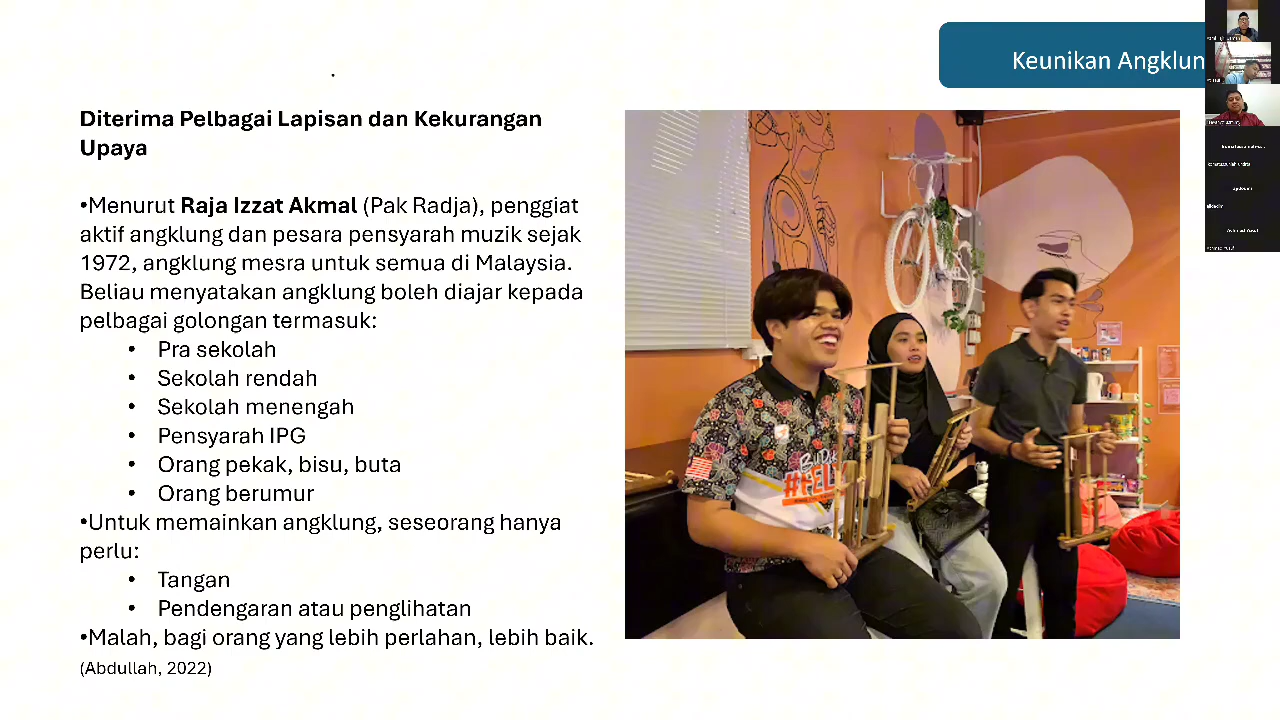 Keunikan Angklun
Diterima Pelbagai Lapisan dan Kekurangan
Upaya
•Menurut Raja Izzat Akmal (Pak Radja), penggiat
aktif angklung dan pesara pensyarah muzik sejak
1972, angklung mesra untuk semua di Malaysia.
Beliau menyatakan angklung boleh diajar kepada
pelbagai golongan termasuk:
• Pra sekolah
• Sekolah rendah
• Sekolah menengah
• Pensyarah IPG
• Orang pekak, bisu, buta
• Orang berumur
•Untuk memainkan angklung, seseorang hanya
perlu:
• Tangan
• Pendengaran atau penglihatan
•Malah, bagi orang yang lebih perlahan, lebih baik.
(Abdullah, 2022)